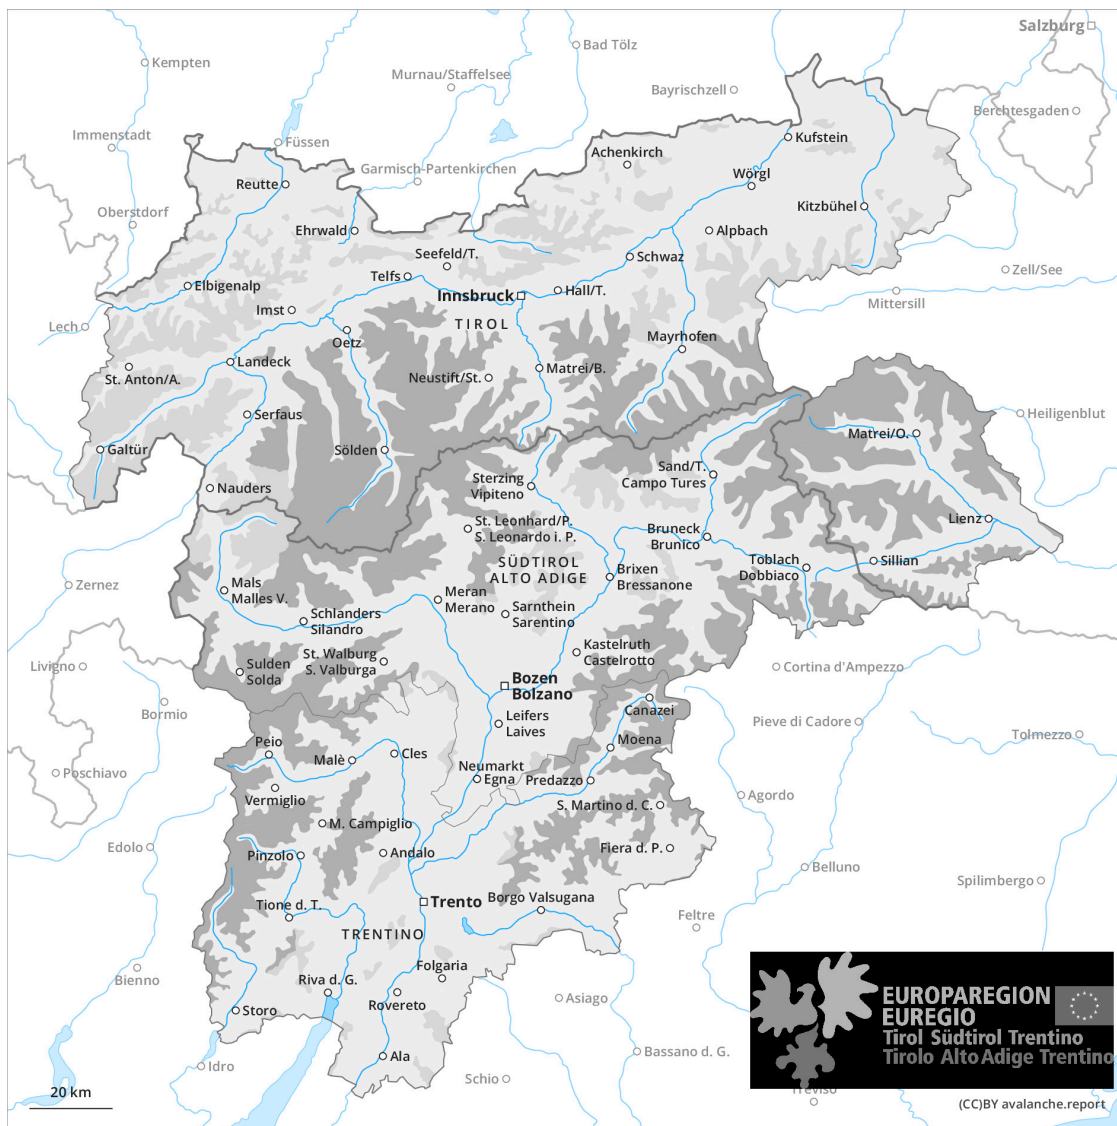 Salzburg
Kempten
Bad Tölz
Murnau/Staffelsee
Bayrischzell
Berchtesgaden
Immenstadt
Füssen
Kufstein
Achenkirch
Garmisch-Partenkirchen
Wörgl
Reutte
Kitzbühel
Oberstdorf
Ehrwald
Alpbach
Seefeld/T.
Schwaz
Telfs
Zell/See
Elbigenalp
Hall/T.
Innsbruck
Mittersill
Imst
TIROL
Lech
Oetz
Mayrhofen
Landeck
Matrei/B.
St. Anton/A.
Neustift/St.
Serfaus
Heiligenblut
Matrei/O.
Galtür
Sölden
Sterzing
Vipiteno
Sand/T.
Campo Tures
Nauders
St. Leonhard/P.
S. Leonardo i. P.
Lienz
Bruneck
Brunico
SÜDTIROL
ALTO ADIGE
Toblach
Dobbiaco
Sillian
Brixen
Bressanone
Zernez
Mals
Malles V.
Meran
Merano
Schlanders
Silandro
Sarnthein
Sarentino
Kastelruth
Castelrotto
St. Walburg
S. Valburga
Livigno
Sulden
Solda
Cortina d'Ampezzo
Bozen
Bolzano
Canazei
Bormio
Leifers
Laives
Pieve di Cadore
Tolmezzo
Peio
Moena
Cles
Malè
Poschiavo
Neumarkt
Egna
Predazzo
Vermiglio
Agordo
S. Martino d. C.
M. Campiglio
Edolo
Pinzolo
Andalo
Fiera d. P.
Belluno
Spilimbergo
Trento
Borgo Valsugana
Tione d. T.
Feltre
TRENTINO
Bienno
Folgaria
Riva d. G.
Rovereto
Asiago
Storo
EUROPAREGION
EUREGIO
Tirol Südtirol Trentino
Tirolo Alto Adige Trentino
Ala
Bassano d. G.
Idro
Schio
Treviso
20 km
(CC)BY avalanche.report